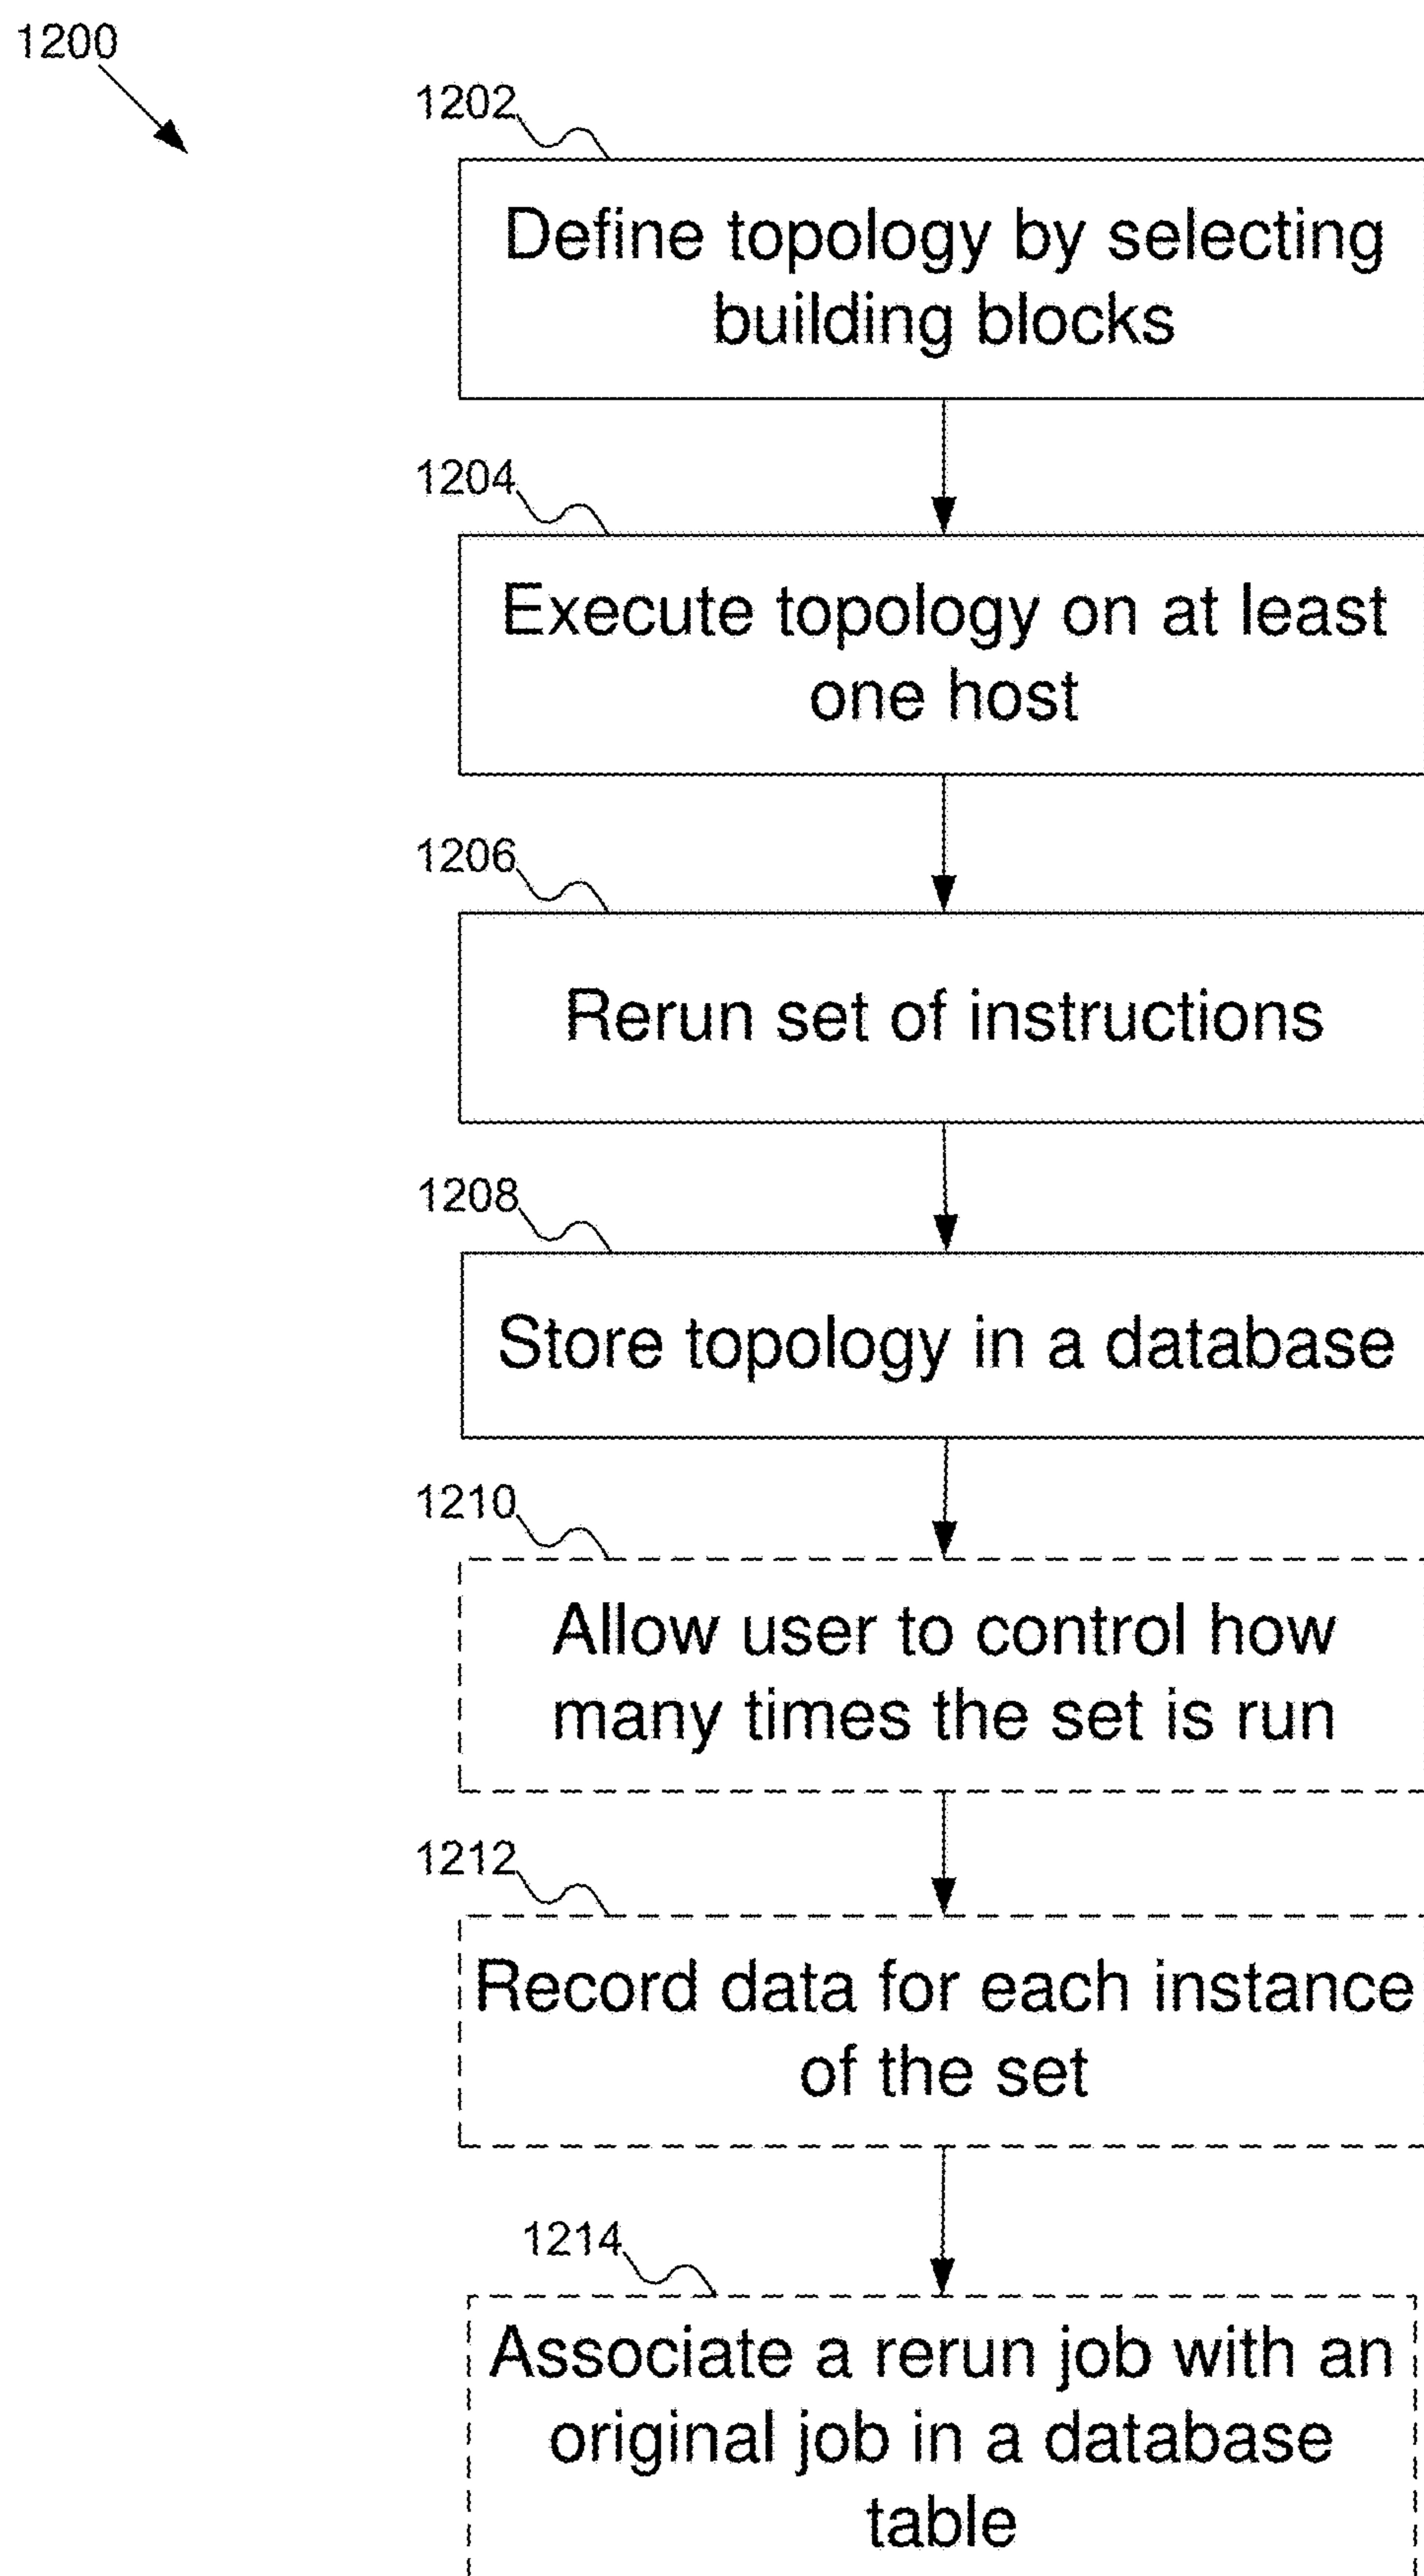 1200
1202
Define topology by selecting
building blocks
1204
Execute topology on at least
one host
1206
Rerun set of instructions
1208
Store topology in a database
1210
Allow user to control how
many times the set is run
1212
Record data for each instance
of the set
1214
Associate a rerun job with an
original job in a database
table